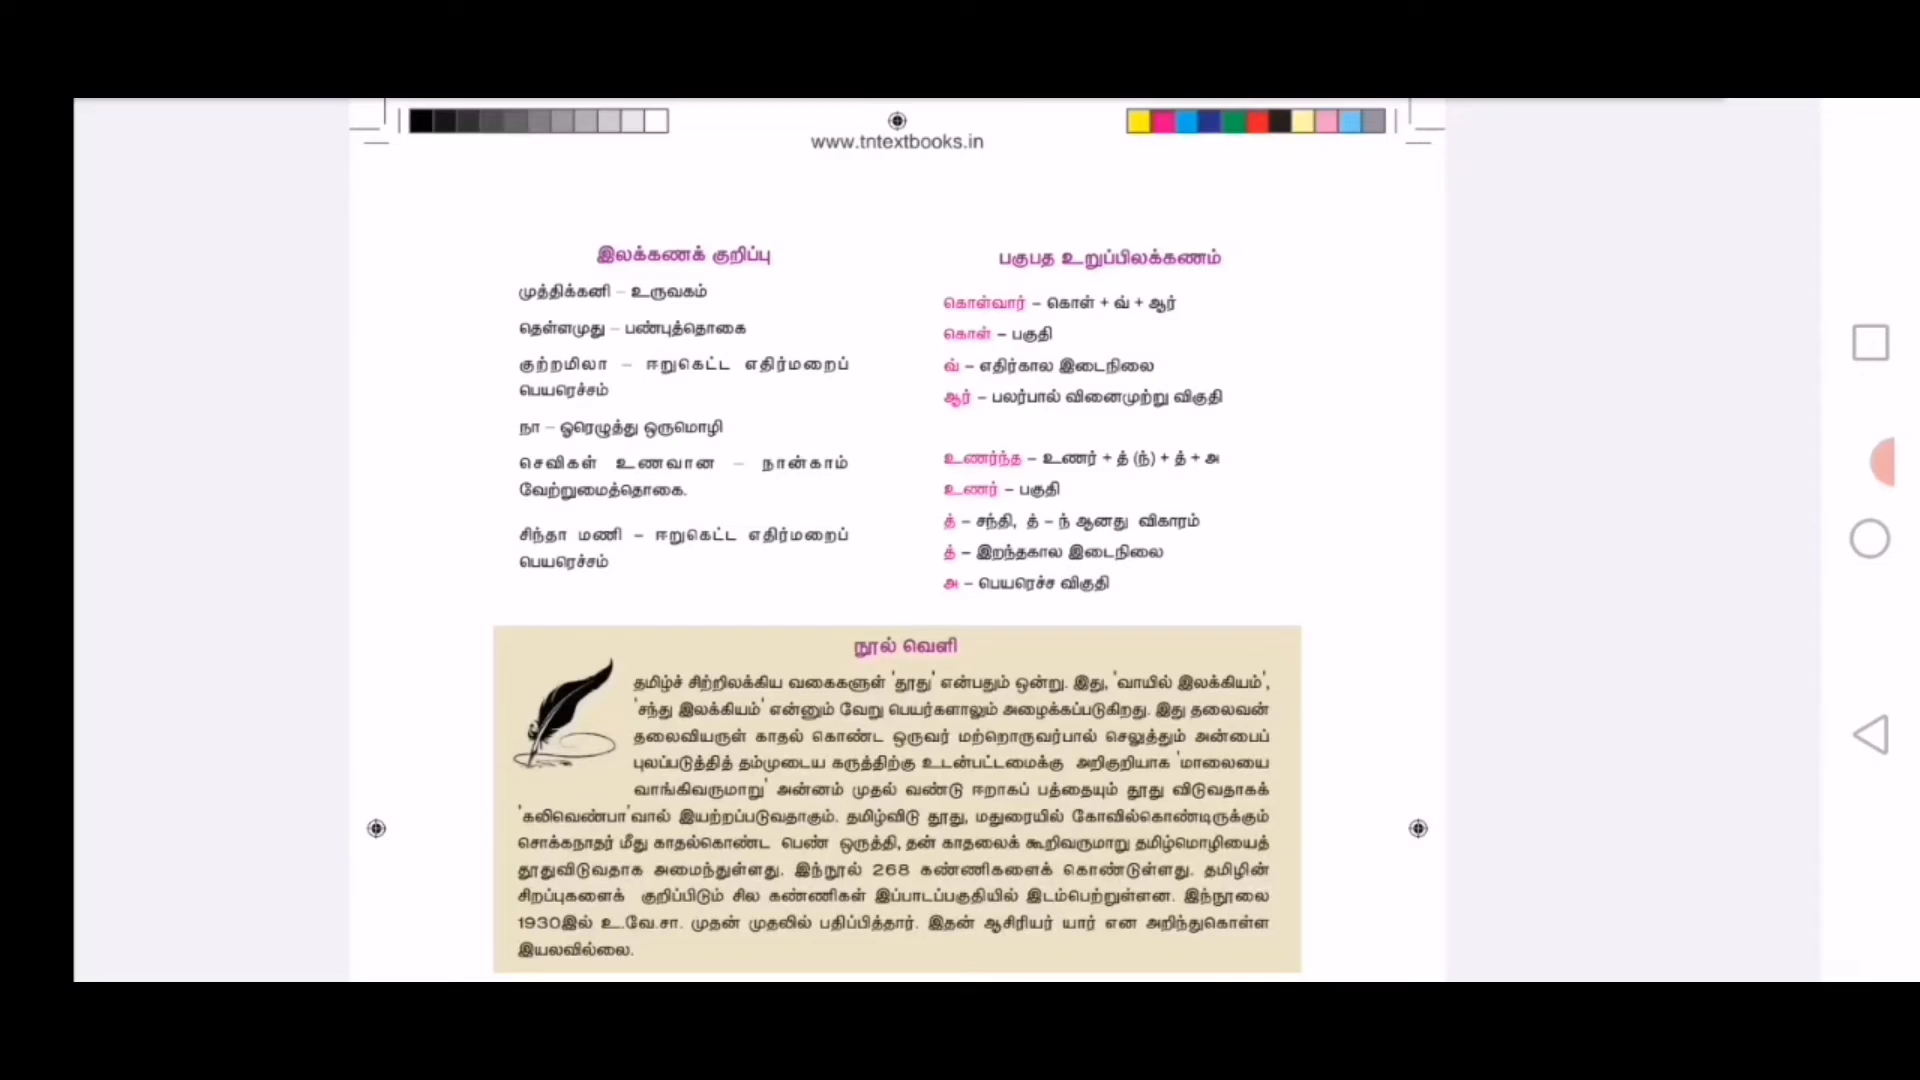 www.tntextbooks.in
இலக்கணக் குறிப்பு
முத்திக்கனி – உருவகம்
தெள்ளமுது – பண்புத்தொகை
குற்றமிலா – ஈறுகெட்ட எதிர்மறைப்
பெயரெச்சம்
நா – ஓரெழுத்து ஒருமொழி
செவிகள் உணவான – நான்காம்
வேற்றுமைத்தொகை.
சிந்தா மணி – ஈறுகெட்ட எதிர்மறைப்
பெயரெச்சம்
பகுபத உறுப்பிலக்கணம்
கொள்வார் – கொள் + வ் + ஆர்
கொள் – பகுதி
வ் – எதிர்கால இடைநிலை
ஆர் – பலர்பால் வினைமுற்று விகுதி
உணர்ந்த – உணர் + த் (ந்) + த் + அ
உணர் – பகுதி
த் – சந்தி, த் – ந் ஆனது விகாரம்
த் – இறந்தகால இடைநிலை
அ – பெயரெச்ச விகுதி
நூல் வெளி
தமிழ்ச் சிற்றிலக்கிய வகைகளுள் 'தூது' என்பதும் ஒன்று. இது, 'வாயில் இலக்கியம்',
'சந்து இலக்கியம்' என்னும் வேறு பெயர்களாலும் அழைக்கப்படுகிறது. இது தலைவன்
தலைவியருள் காதல் கொண்ட ஒருவர் மற்றொருவர்பால் செலுத்தும் அன்பைப்
புலப்படுத்தித் தம்முடைய கருத்திற்கு உடன்பட்டமைக்கு அறிகுறியாக 'மாலையை
வாங்கிவருமாறு' அன்னம் முதல் வண்டு ஈறாகப் பத்தையும் தூது விடுவதாகக்
'கலிவெண்பா'வால் இயற்றப்படுவதாகும். தமிழ்விடு தூது, மதுரையில் கோவில்கொண்டிருக்கும்
சொக்கநாதர் மீது காதல்கொண்ட பெண் ஒருத்தி, தன் காதலைக் கூறிவருமாறு தமிழ்மொழியைத்
தூதுவிடுவதாக அமைந்துள்ளது. இந்நூல் 268 கண்ணிகளைக் கொண்டுள்ளது. தமிழின்
சிறப்புகளைக் குறிப்பிடும் சில கண்ணிகள் இப்பாடப்பகுதியில் இடம்பெற்றுள்ளன. இந்நூலை
1930இல் உ.வே.சா. முதன் முதலில் பதிப்பித்தார். இதன் ஆசிரியர் யார் என அறிந்துகொள்ள
இயலவில்லை.